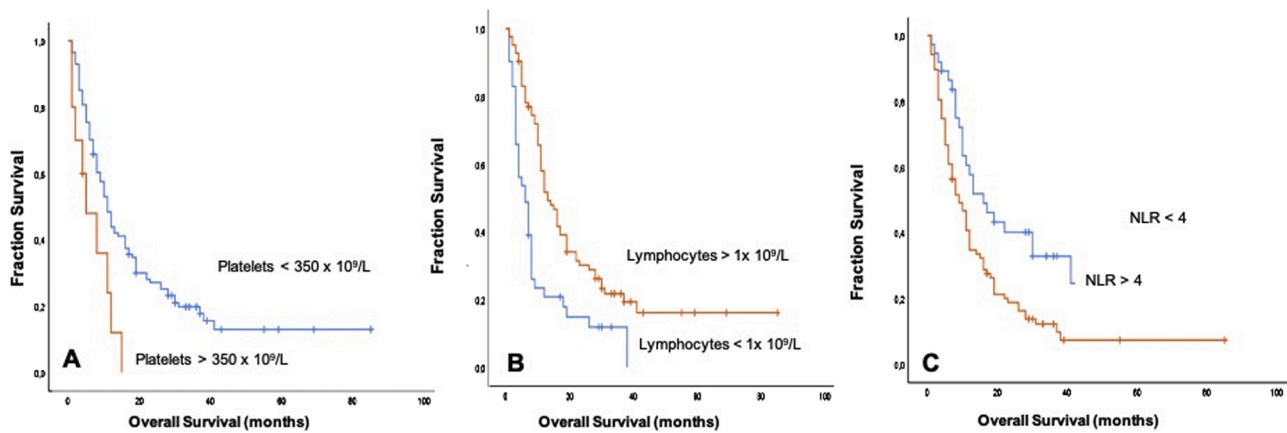 Fraction Survival
1,0
0,8
0,6
0,4
0,2
0,0
Platelets < 350 x 10⁹/L
A
Platelets > 350 x 10⁹/L
0
20
40
60
80
100
Overall Survival (months)
Fraction Survival
1.0
0.8
0.6
0.4
0.2
0.0
Lymphocytes > 1x 10⁹/L
B
Lymphocytes < 1x 10⁹/L
0
20
40
60
80
100
Overall Survival (months)
Fraction Survival
1,0
0,8
0,6
0,4
0,2
0,0
NLR < 4
NLR > 4
C
0
20
40
60
80
100
Overall Survival (months)